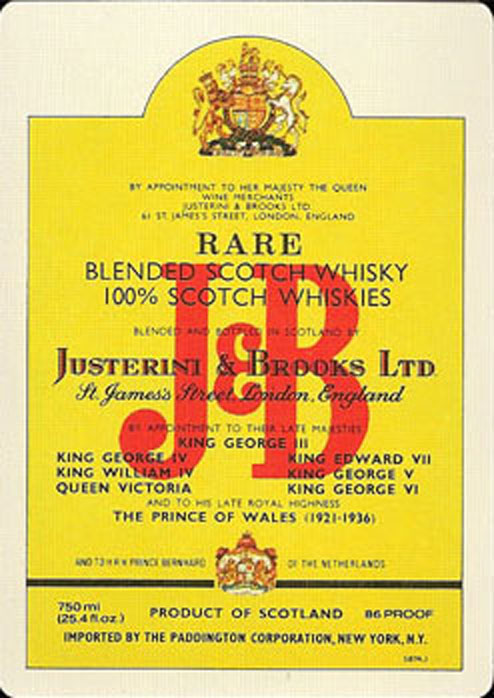 BY APPOINTMENT TO HER MAJESTY THE QUEEN
WINE MERCHANTS
JUSTERINI & BROOKS LTD.
61 ST. JAMES'S STREET, LONDON, ENGLAND
RARE
BLENDED SCOTCH WHISKY
100% SCOTCH WHISKIES
BLENDED AND BOTTLED IN SCOTLAND BY
J&B
JUSTERINI & BROOKS LTD
St. James's Street, London, England
BY APPOINTMENT TO THEIR LATE MAJESTIES
KING GEORGE III
KING GEORGE IV KING EDWARD VII
KING WILLIAM IV KING GEORGE V
QUEEN VICTORIA KING GEORGE VI
AND TO HIS LATE ROYAL HIGHNESS
THE PRINCE OF WALES (1921-1936)
AND TO H·R·H PRINCE BERNHARD OF THE NETHERLANDS
750 ml
(25.4 fl.oz.) PRODUCT OF SCOTLAND 86 PROOF
IMPORTED BY THE PADDINGTON CORPORATION, NEW YORK, N.Y.